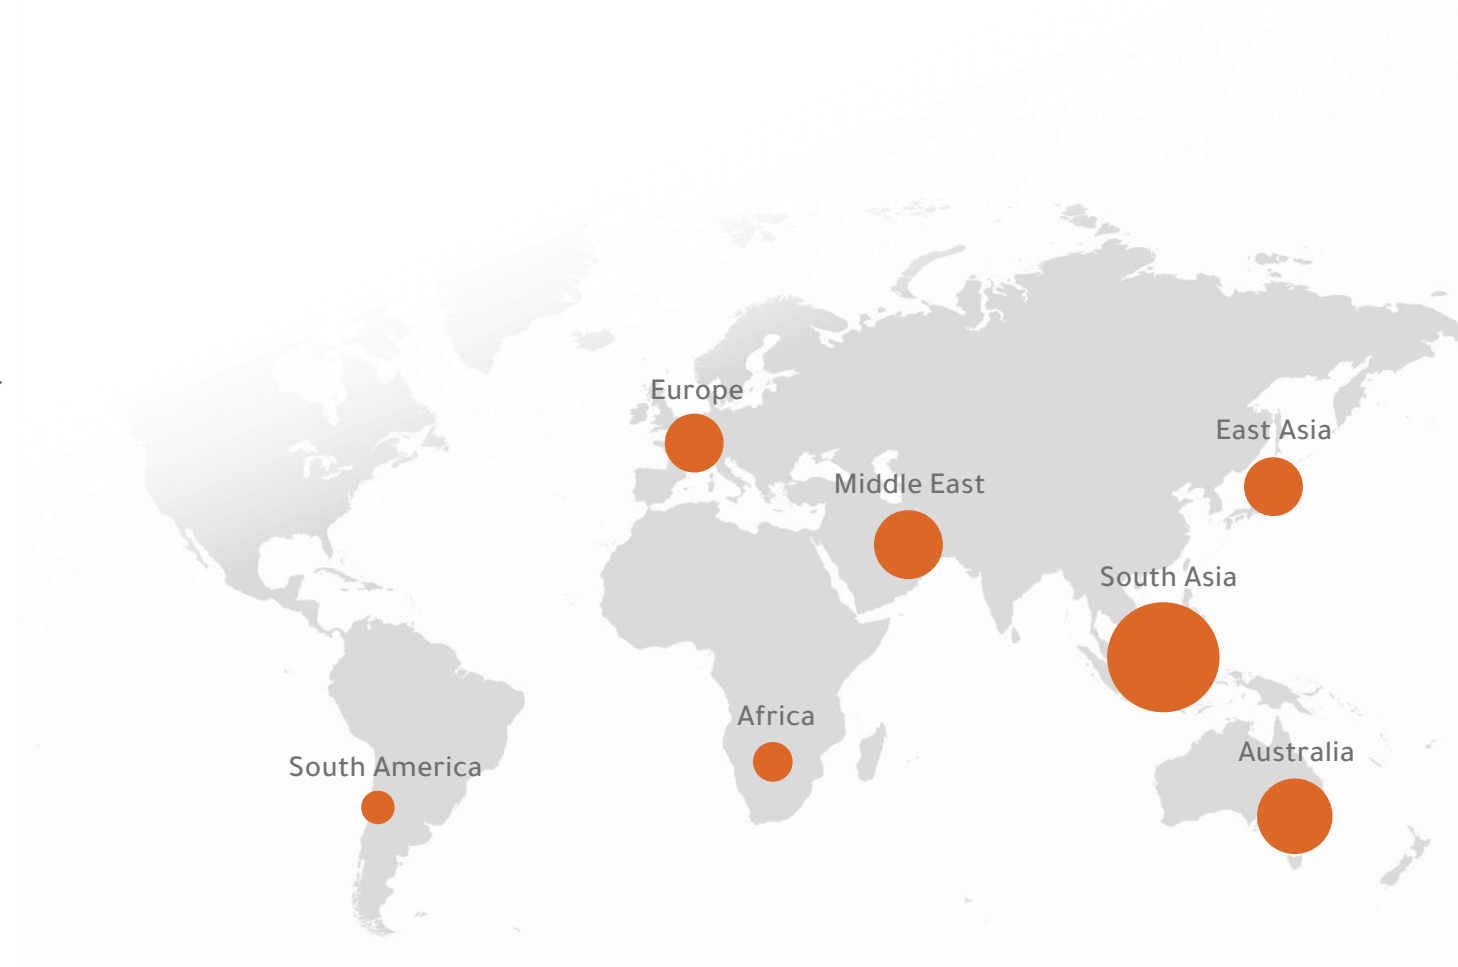 Europe
East Asia
Middle East
South Asia
Africa
Australia
South America